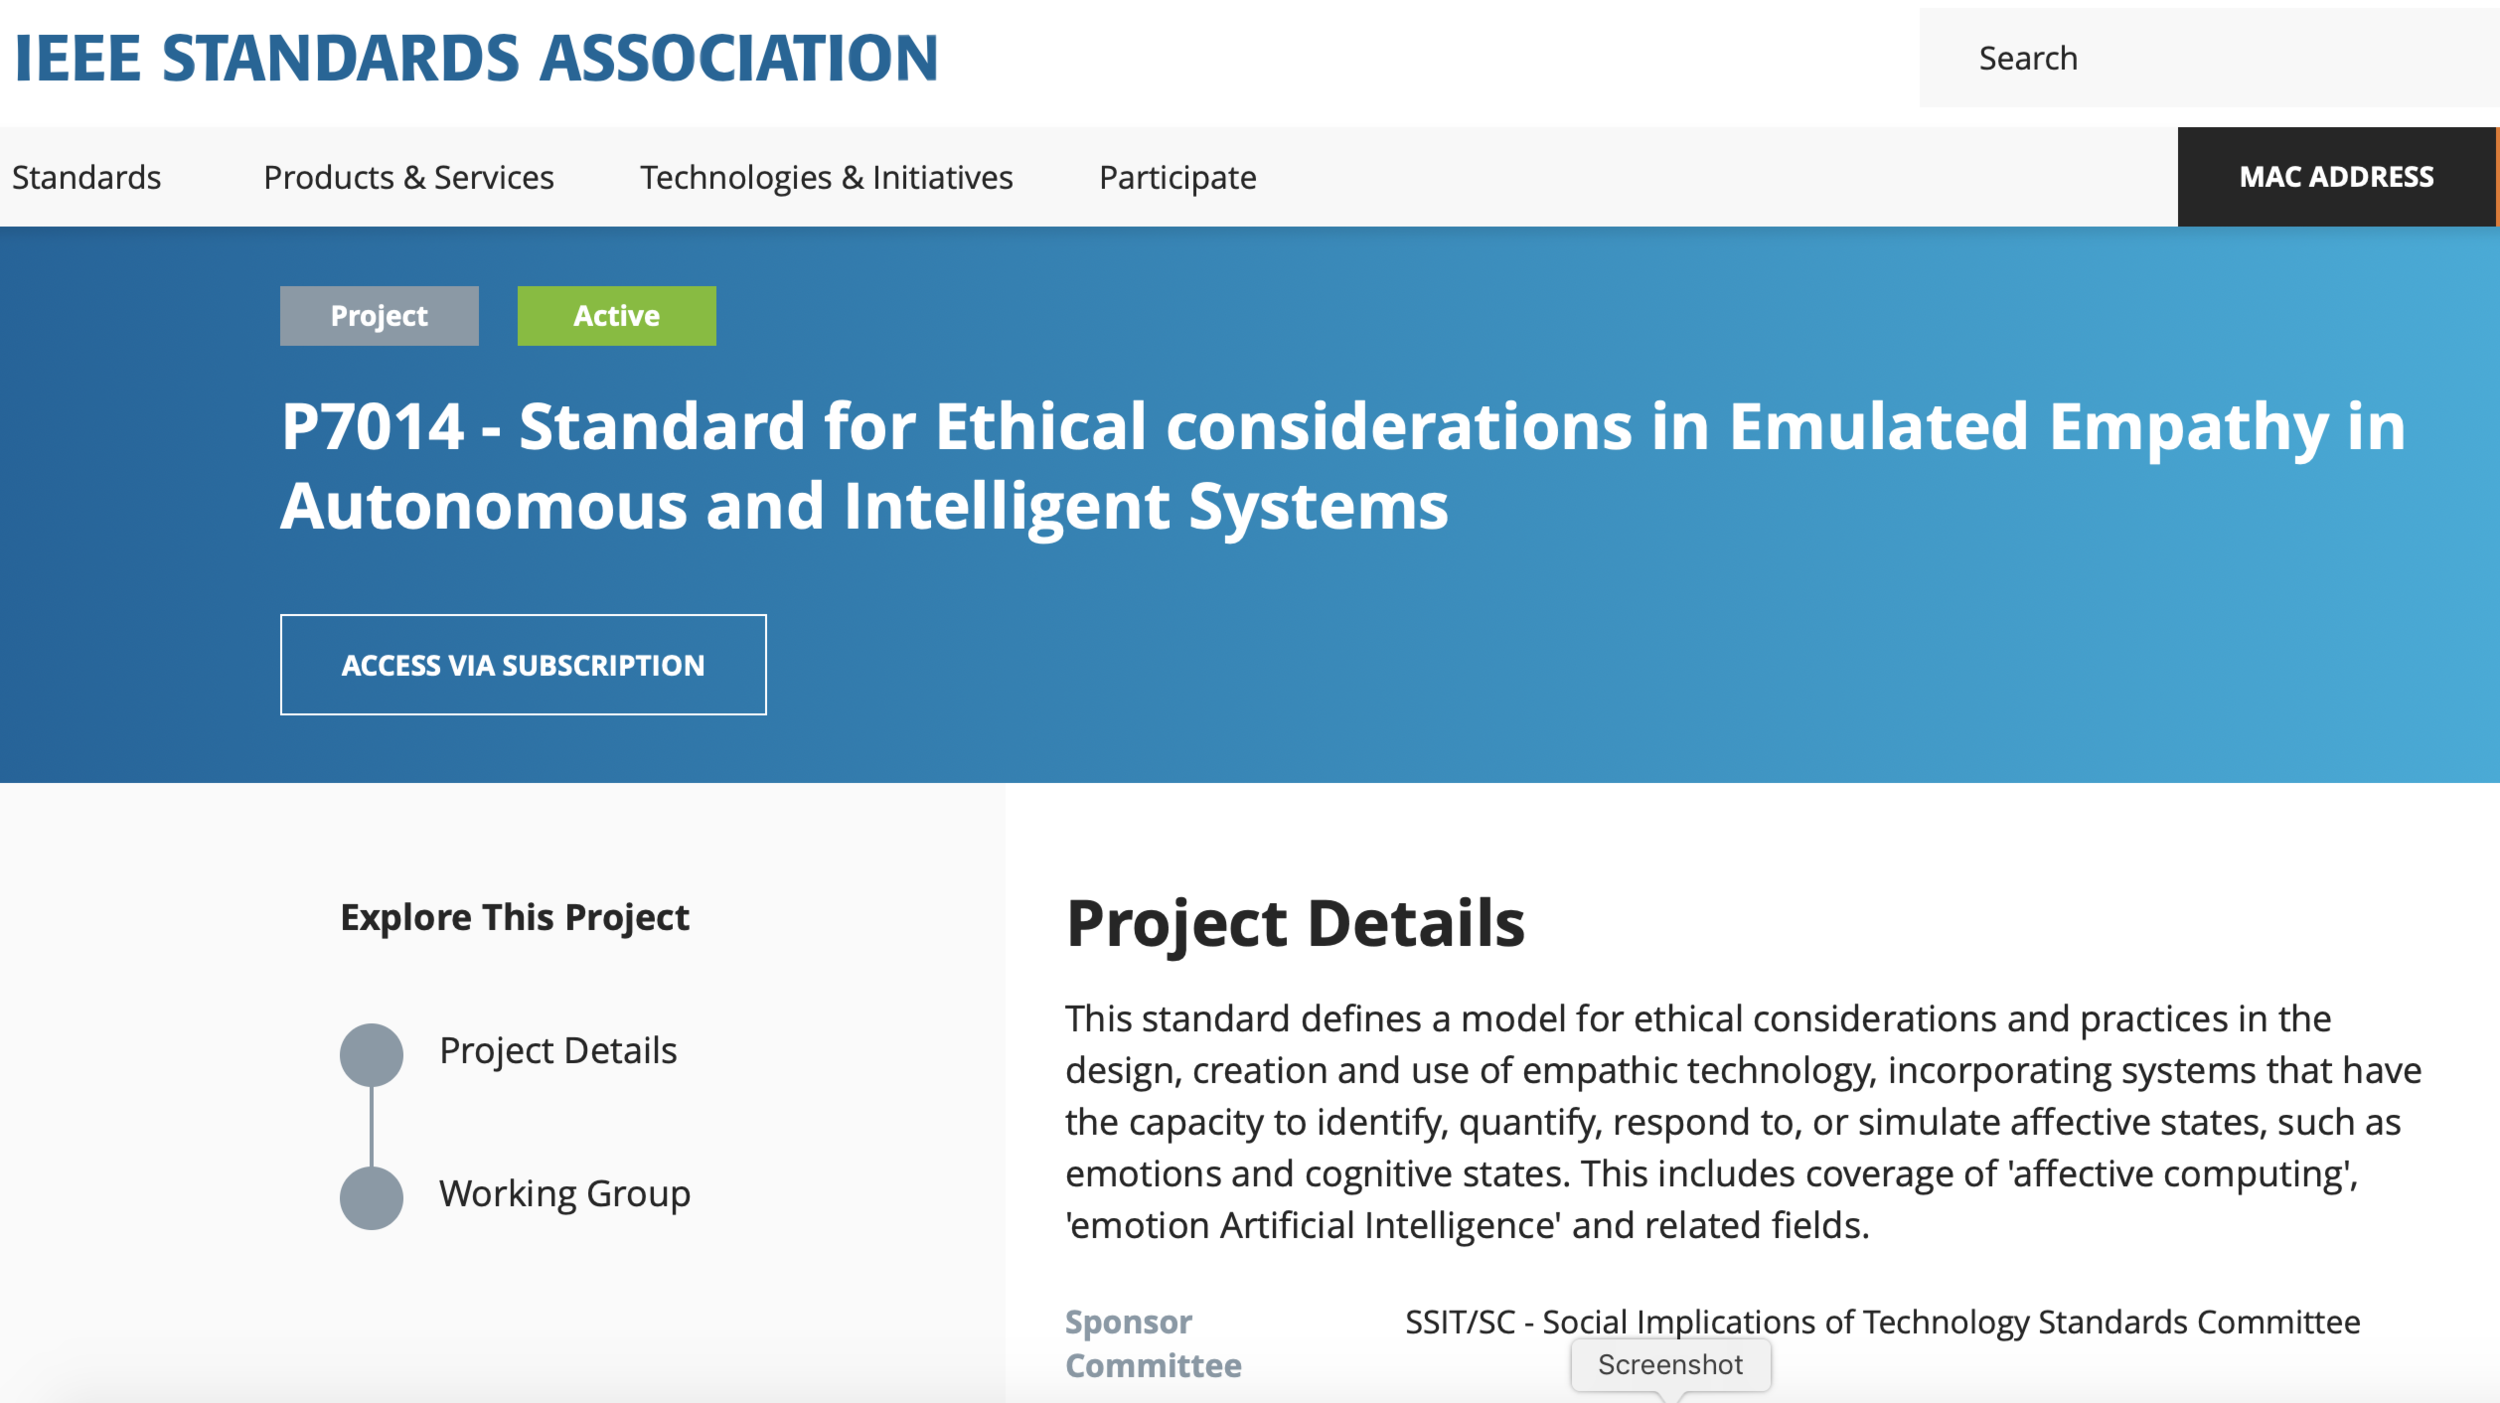 IEEE STANDARDS ASSOCIATION
Search
Standards Products & Services Technologies & Initiatives Participate MAC ADDRESS
Project Active
P7014 - Standard for Ethical considerations in Emulated Empathy in
Autonomous and Intelligent Systems
ACCESS VIA SUBSCRIPTION
Explore This Project
Project Details
Working Group
Project Details
This standard defines a model for ethical considerations and practices in the
design, creation and use of empathic technology, incorporating systems that have
the capacity to identify, quantify, respond to, or simulate affective states, such as
emotions and cognitive states. This includes coverage of 'affective computing',
'emotion Artificial Intelligence' and related fields.
Sponsor
Committee
SSIT/SC - Social Implications of Technology Standards Committee
Screenshot